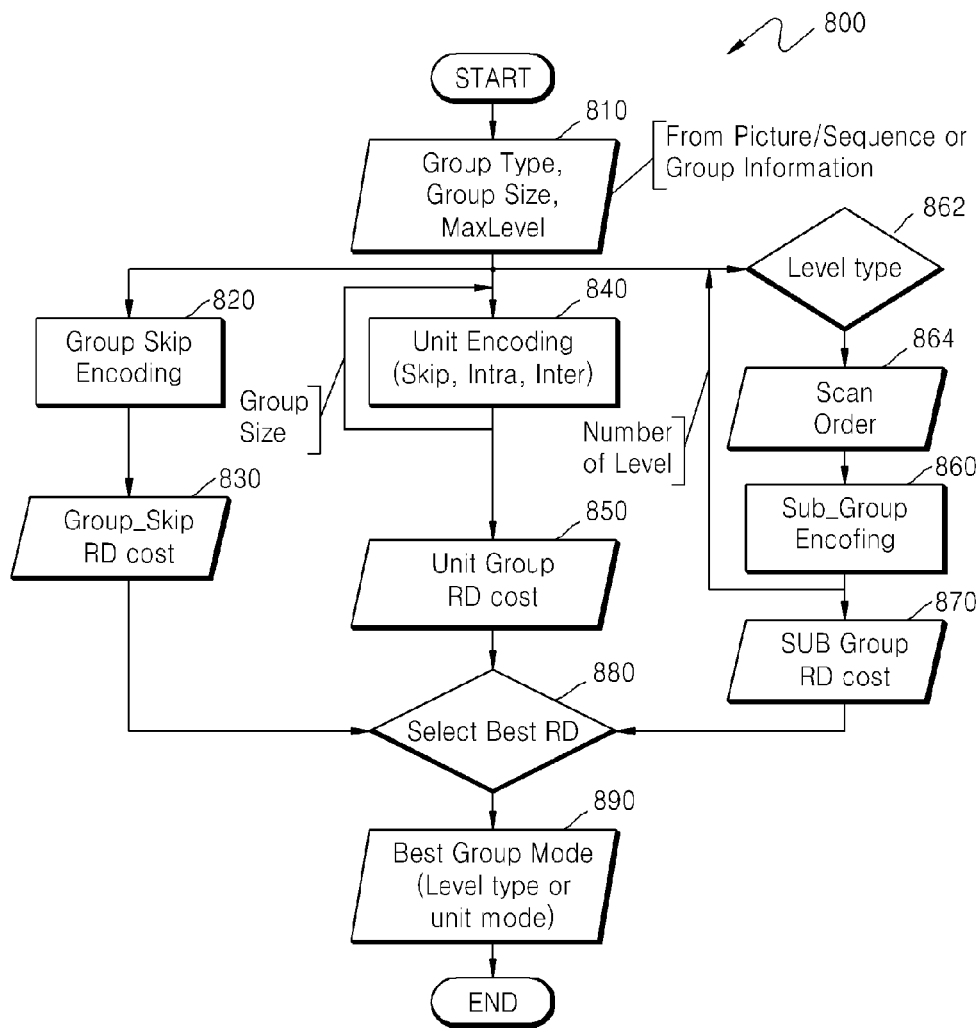 800
START
810
Group Type,
Group Size,
MaxLevel
From Picture/Sequence or
Group Information
862
Level type
820
Group Skip
Encoding
840
Unit Encoding
(Skip, Intra, Inter)
Group
Size
864
Scan
Order
Number
of Level
830
Group_Skip
RD cost
860
Sub_Group
Encofing
850
Unit Group
RD cost
870
SUB Group
RD cost
880
Select Best RD
890
Best Group Mode
(Level type or
unit mode)
END